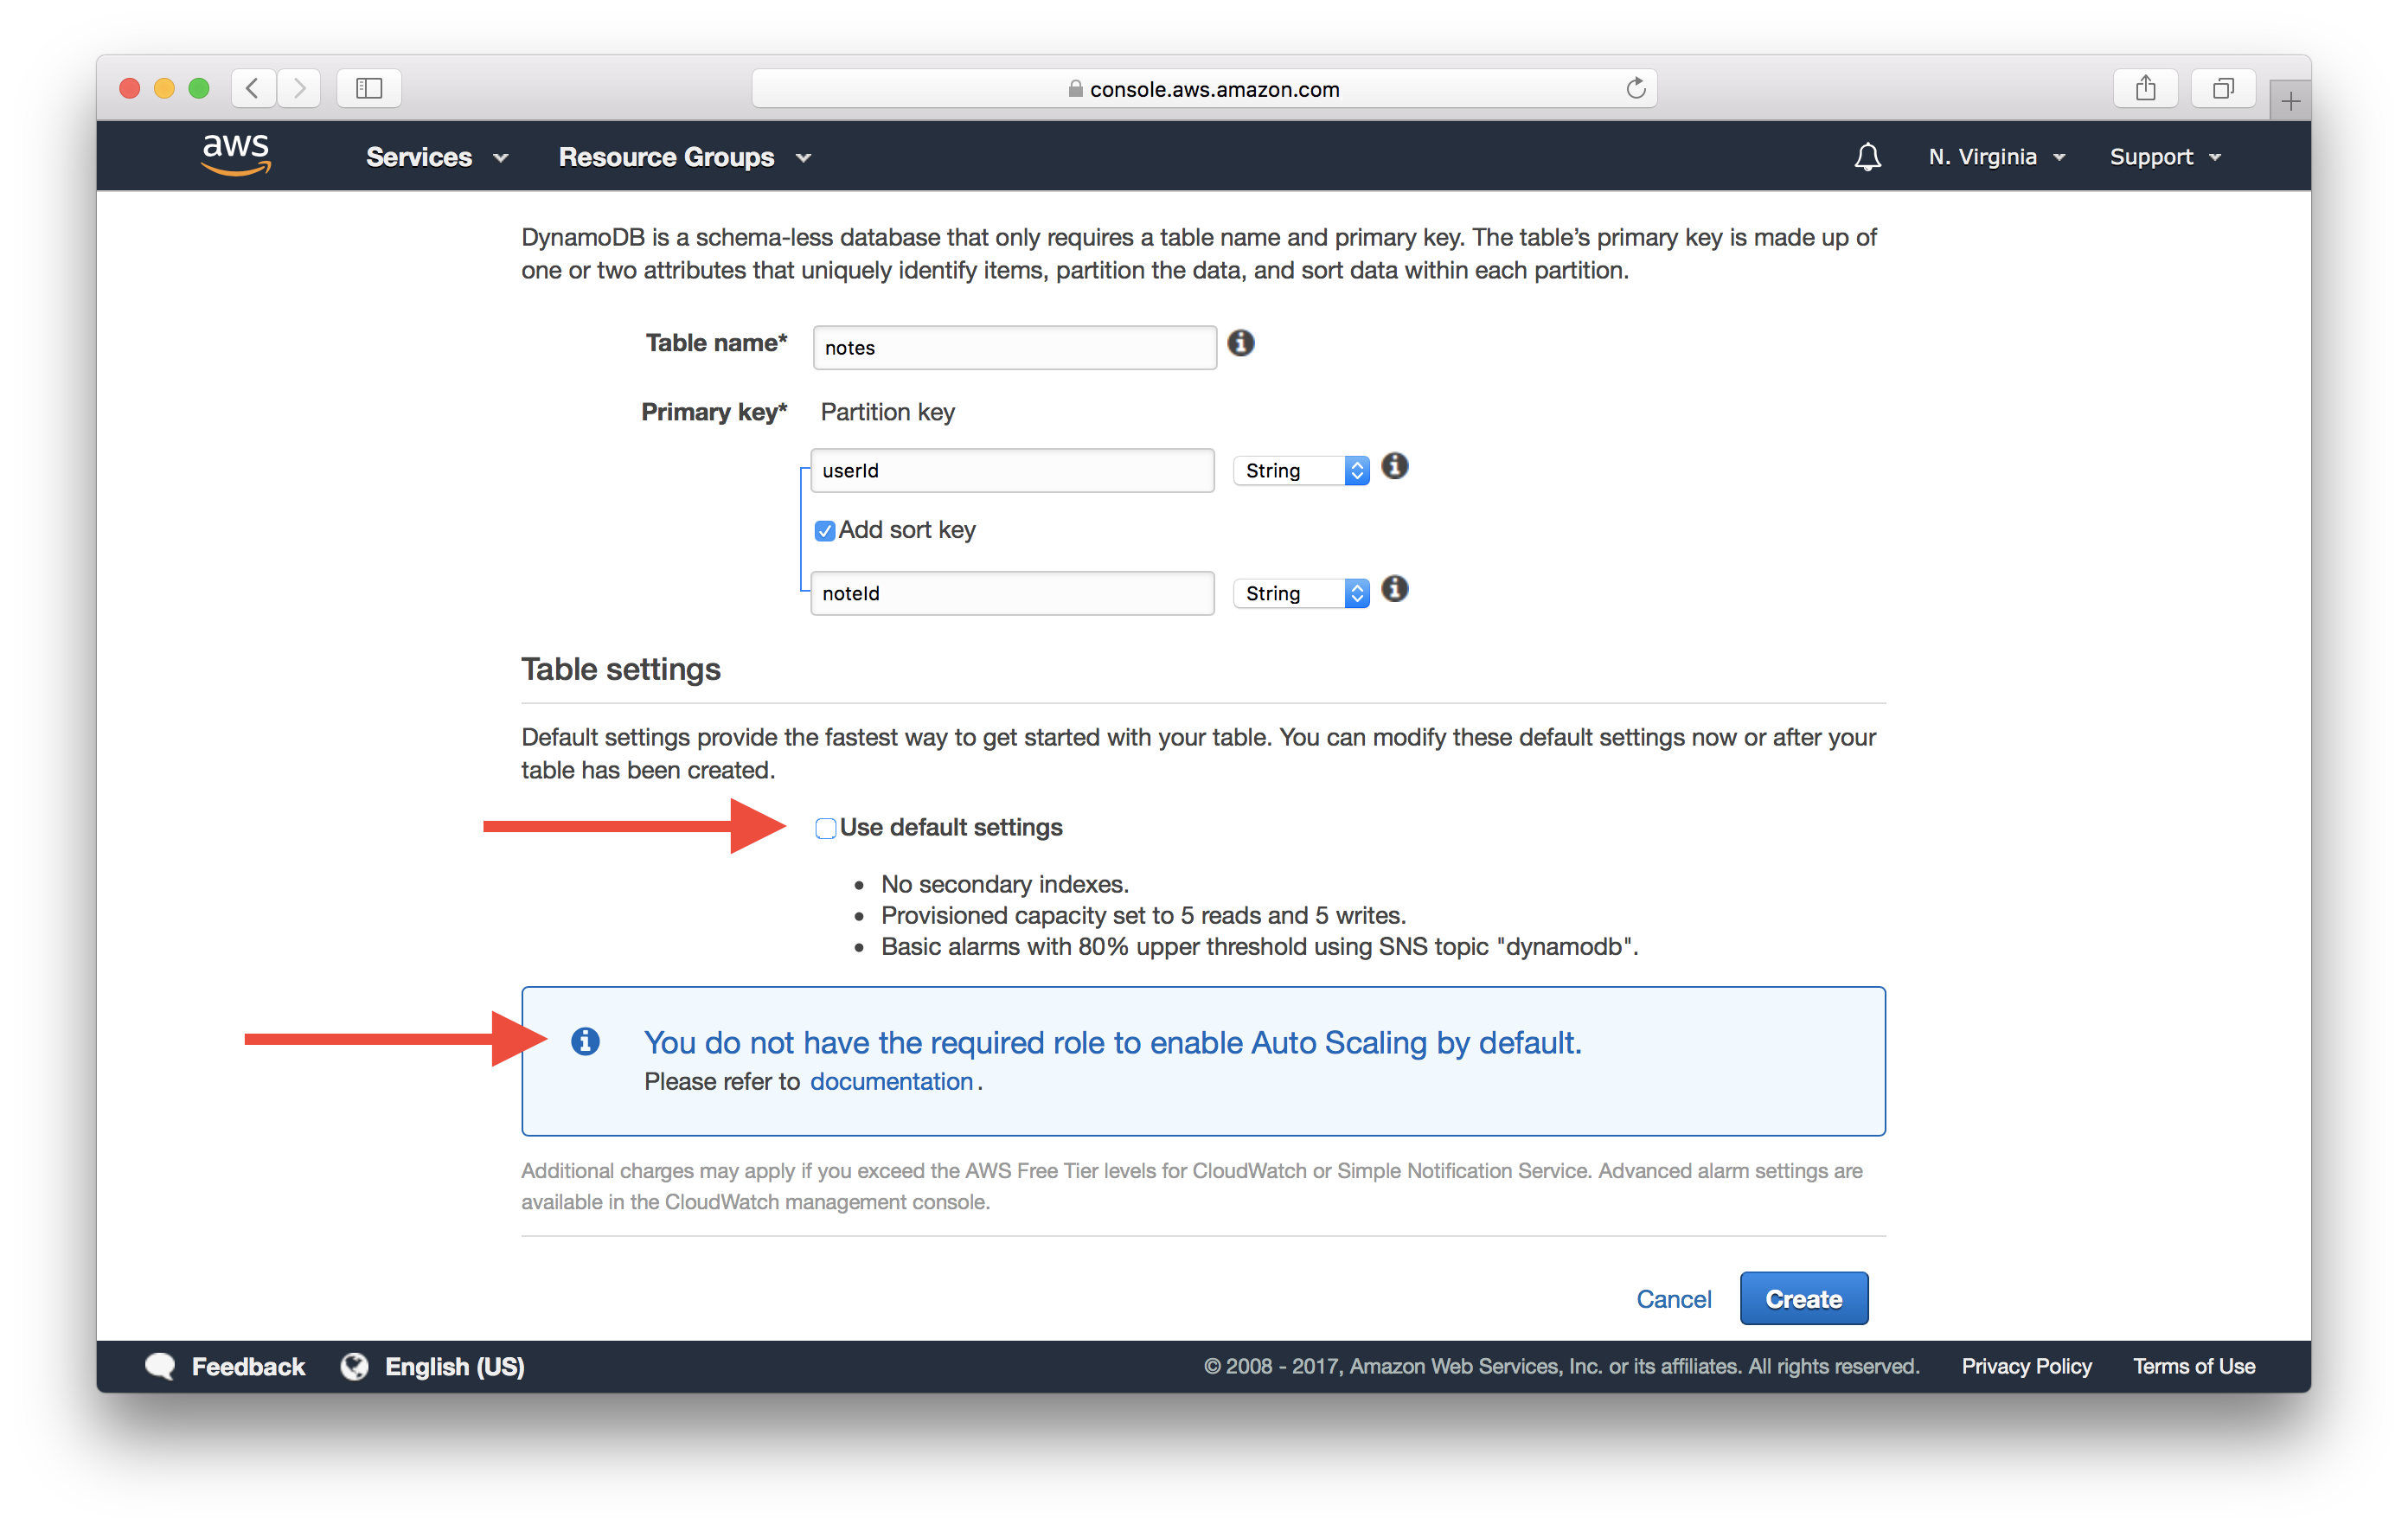 console.aws.amazon.com
aws
Services
Resource Groups
N. Virginia
Support
DynamoDB is a schema-less database that only requires a table name and primary key. The table's primary key is made up of
one or two attributes that uniquely identify items, partition the data, and sort data within each partition.
Table name*
notes
Primary key*
Partition key
userId
String
Add sort key
noteId
String
Table settings
Default settings provide the fastest way to get started with your table. You can modify these default settings now or after your
table has been created.
Use default settings
No secondary indexes.
Provisioned capacity set to 5 reads and 5 writes.
Basic alarms with 80% upper threshold using SNS topic "dynamodb".
You do not have the required role to enable Auto Scaling by default.
Please refer to documentation.
Additional charges may apply if you exceed the AWS Free Tier levels for CloudWatch or Simple Notification Service. Advanced alarm settings are
available in the CloudWatch management console.
Cancel
Create
Feedback
English (US)
© 2008 - 2017, Amazon Web Services, Inc. or its affiliates. All rights reserved.
Privacy Policy
Terms of Use